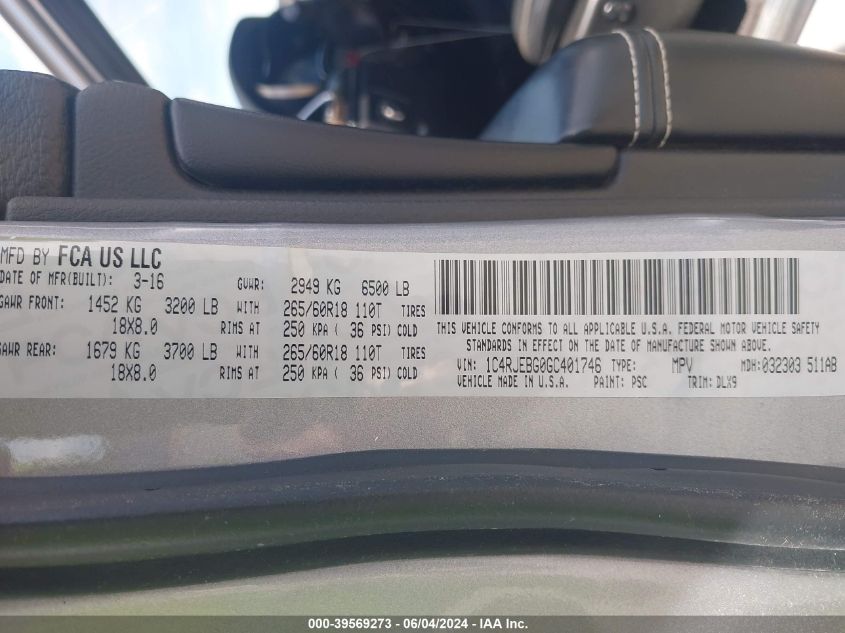 MFD BY FCA US LLC
DATE OF MFR(BUILT): 3-16 GVWR: 2949 KG 6500 LB
GAWR FRONT: 1452 KG 3200 LB WITH 265/60R18 110T TIRES
18X8.0 RIMS AT 250 KPA ( 36 PSI) COLD
GAWR REAR: 1679 KG 3700 LB WITH 265/60R18 110T TIRES
18X8.0 RIMS AT 250 KPA ( 36 PSI) COLD
THIS VEHICLE CONFORMS TO ALL APPLICABLE U.S.A. FEDERAL MOTOR VEHICLE SAFETY
STANDARDS IN EFFECT ON THE DATE OF MANUFACTURE SHOWN ABOVE.
VIN: 1C4RJEBG0GC401746 TYPE: MPV MDH:032303 511AB
VEHICLE MADE IN U.S.A. PAINT: PSC TRIM: DLX9
000-39569273 - 06/04/2024 - IAA Inc.